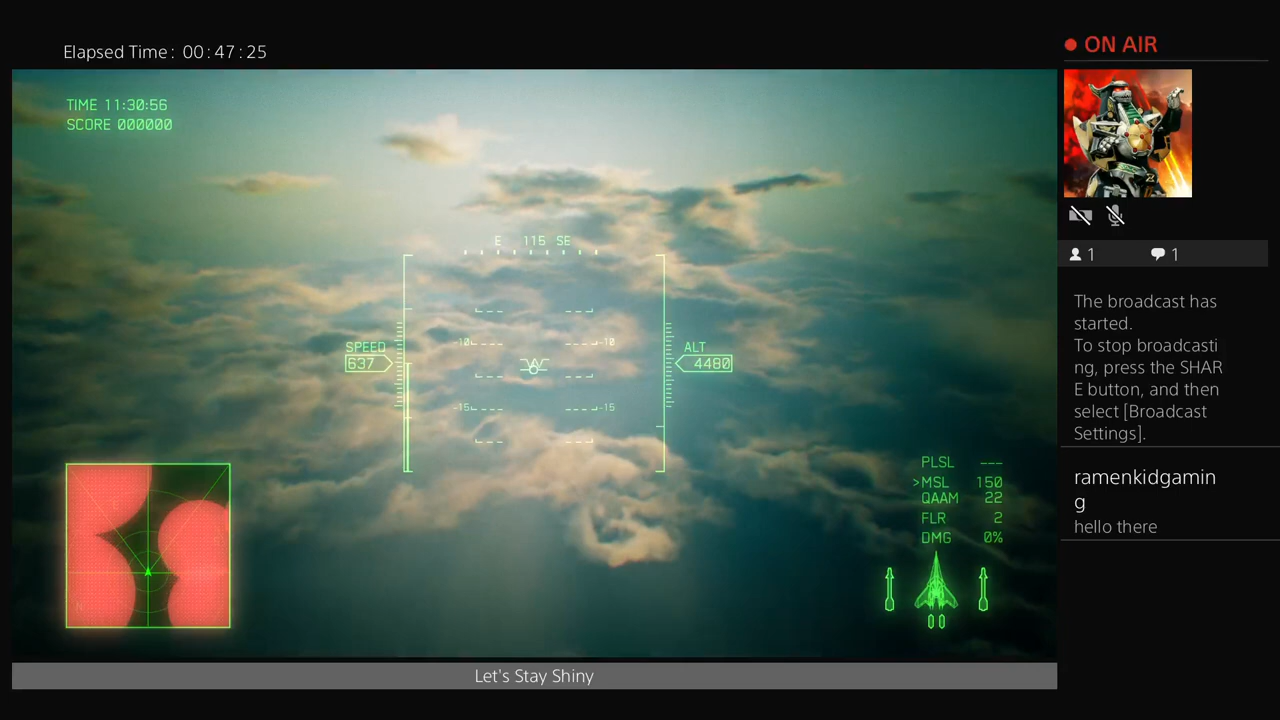 Elapsed Time: 00:47:25
ON AIR
TIME 11:30:56
SCORE 000000
E 115 SE
-10 -10
SPEED
637
ALT
4480
-15 -15
PLSL ---
>MSL 150
QAAM 22
FLR 2
DMG 0%
N
1 1
The broadcast has
started.
To stop broadcasti
ng, press the SHAR
E button, and then
select [Broadcast
Settings].
ramenkidgamin
g
hello there
Let's Stay Shiny